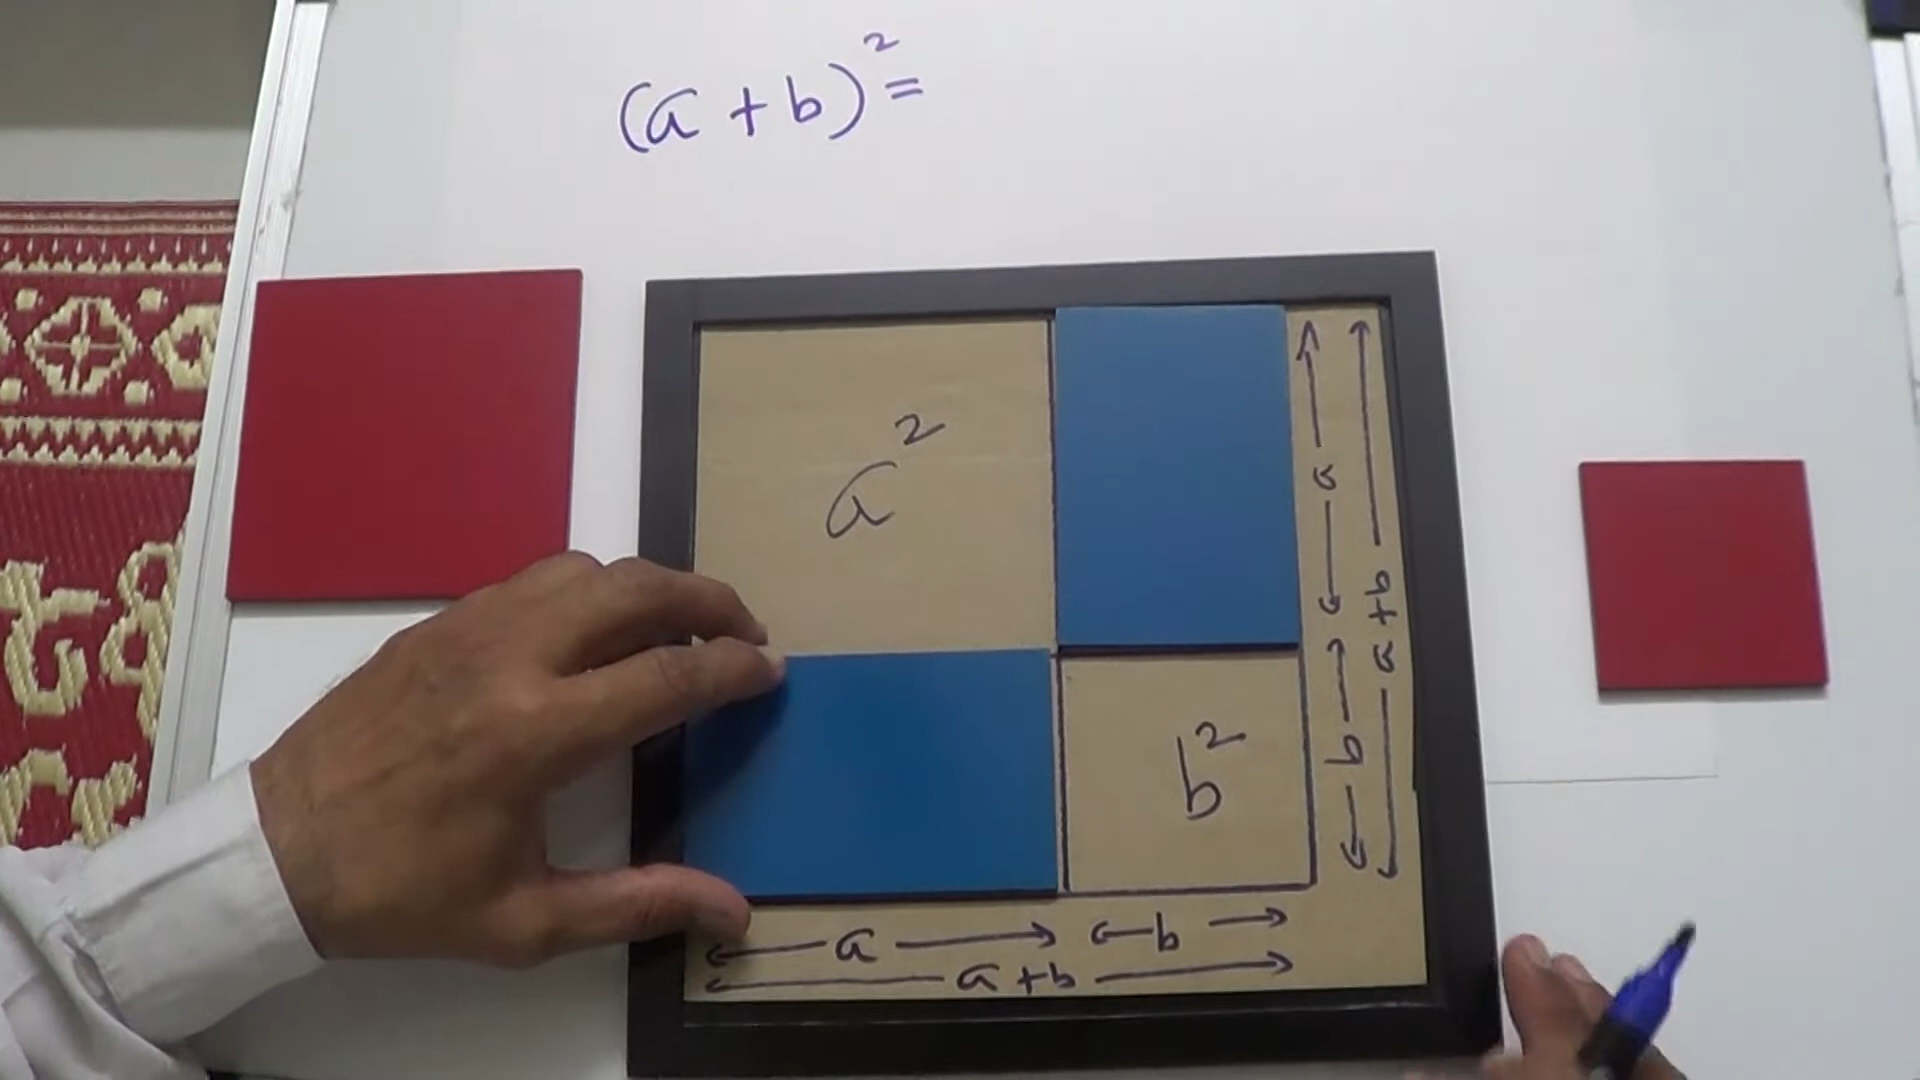 (a + b)² =
a²
a
a + b
b²
b
a
b
a + b